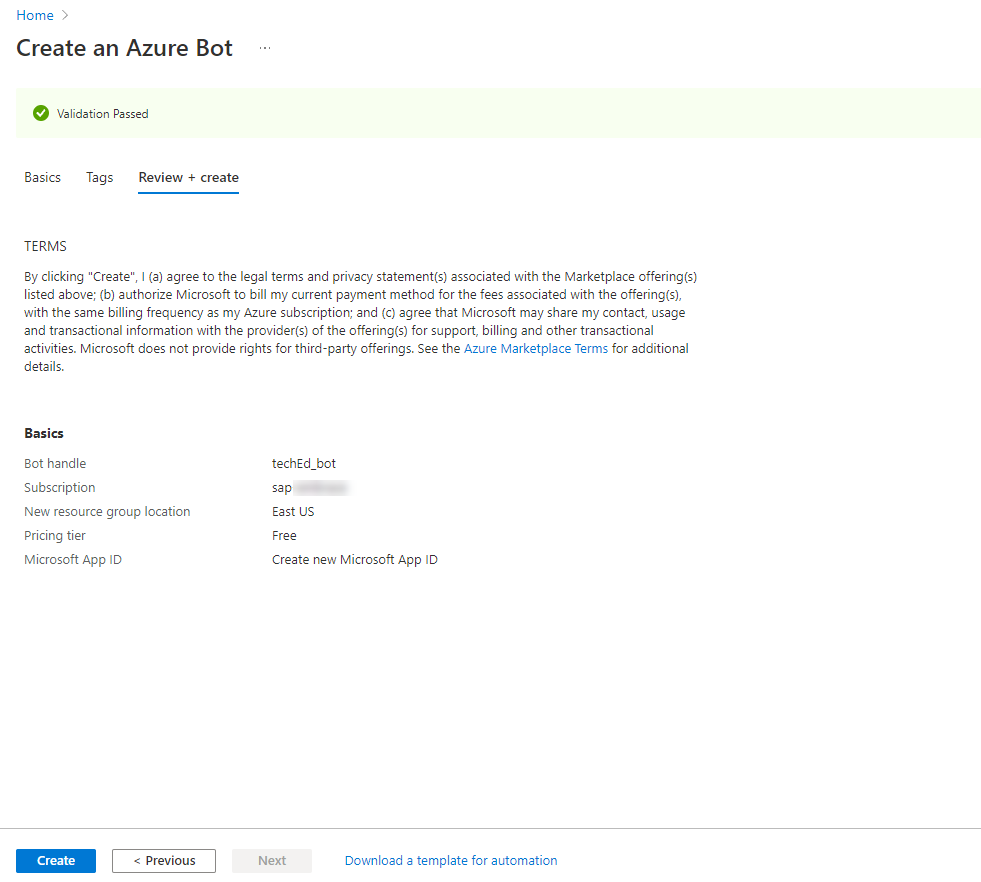 Home
Create an Azure Bot ...
Validation Passed
Basics Tags Review + create
TERMS
By clicking "Create", I (a) agree to the legal terms and privacy statement(s) associated with the Marketplace offering(s)
listed above; (b) authorize Microsoft to bill my current payment method for the fees associated with the offering(s),
with the same billing frequency as my Azure subscription; and (c) agree that Microsoft may share my contact, usage
and transactional information with the provider(s) of the offering(s) for support, billing and other transactional
activities. Microsoft does not provide rights for third-party offerings. See the Azure Marketplace Terms for additional
details.
Basics
Bot handle techEd_bot
Subscription sap
New resource group location East US
Pricing tier Free
Microsoft App ID Create new Microsoft App ID
Create < Previous Next Download a template for automation